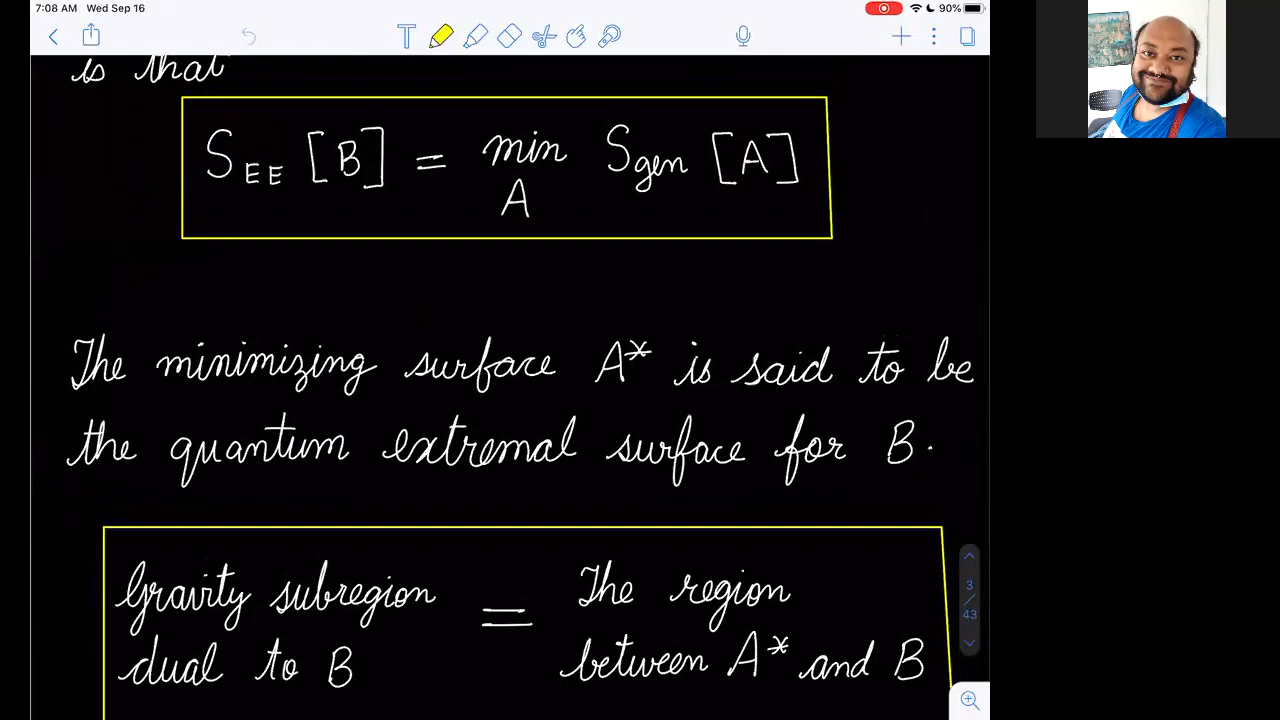 7:08 AM Wed Sep 16
90%
is that
S_EE [B] = min_A S_gen [A]
The minimizing surface A* is said to be
the quantum extremal surface for B.
Gravity subregion = The region
dual to B between A* and B
3
/
43